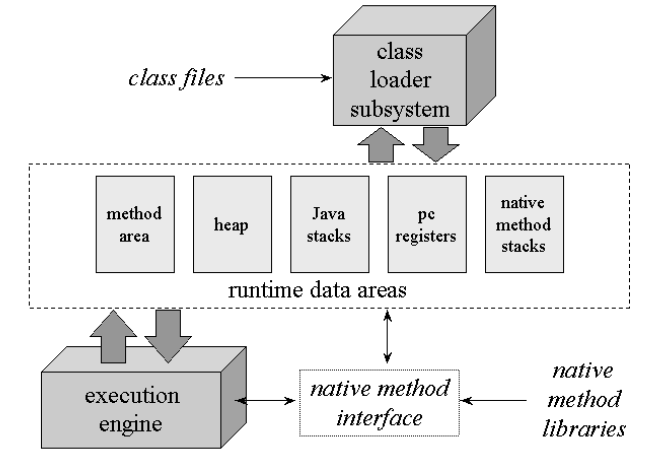 class
loader
subsystem
class files
method
area
heap
Java
stacks
pc
registers
native
method
stacks
runtime data areas
execution
engine
native method
interface
native
method
libraries